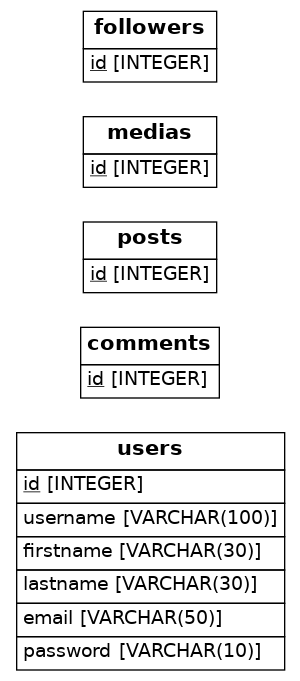 followers
id [INTEGER]
medias
id [INTEGER]
posts
id [INTEGER]
comments
id [INTEGER]
users
id [INTEGER]
username [VARCHAR(100)]
firstname [VARCHAR(30)]
lastname [VARCHAR(30)]
email [VARCHAR(50)]
password [VARCHAR(10)]